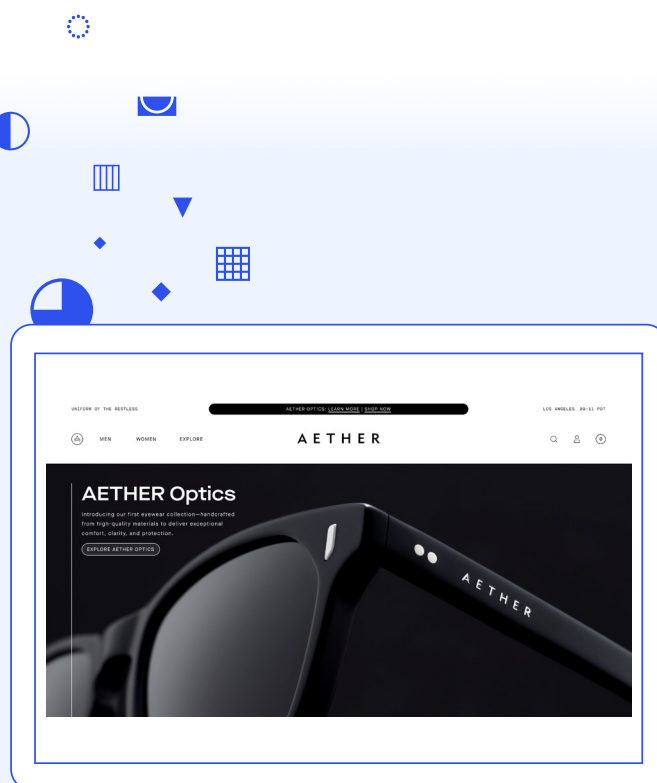 UNIFORM OF THE RESTLESS
AETHER OPTICS: LEARN MORE | SHOP NOW
LOS ANGELES 09:11 PDT
MEN WOMEN EXPLORE
AETHER
0
AETHER Optics
Introducing our first eyewear collection—handcrafted
from high-quality materials to deliver exceptional
comfort, clarity, and protection.
EXPLORE AETHER OPTICS
AETHER